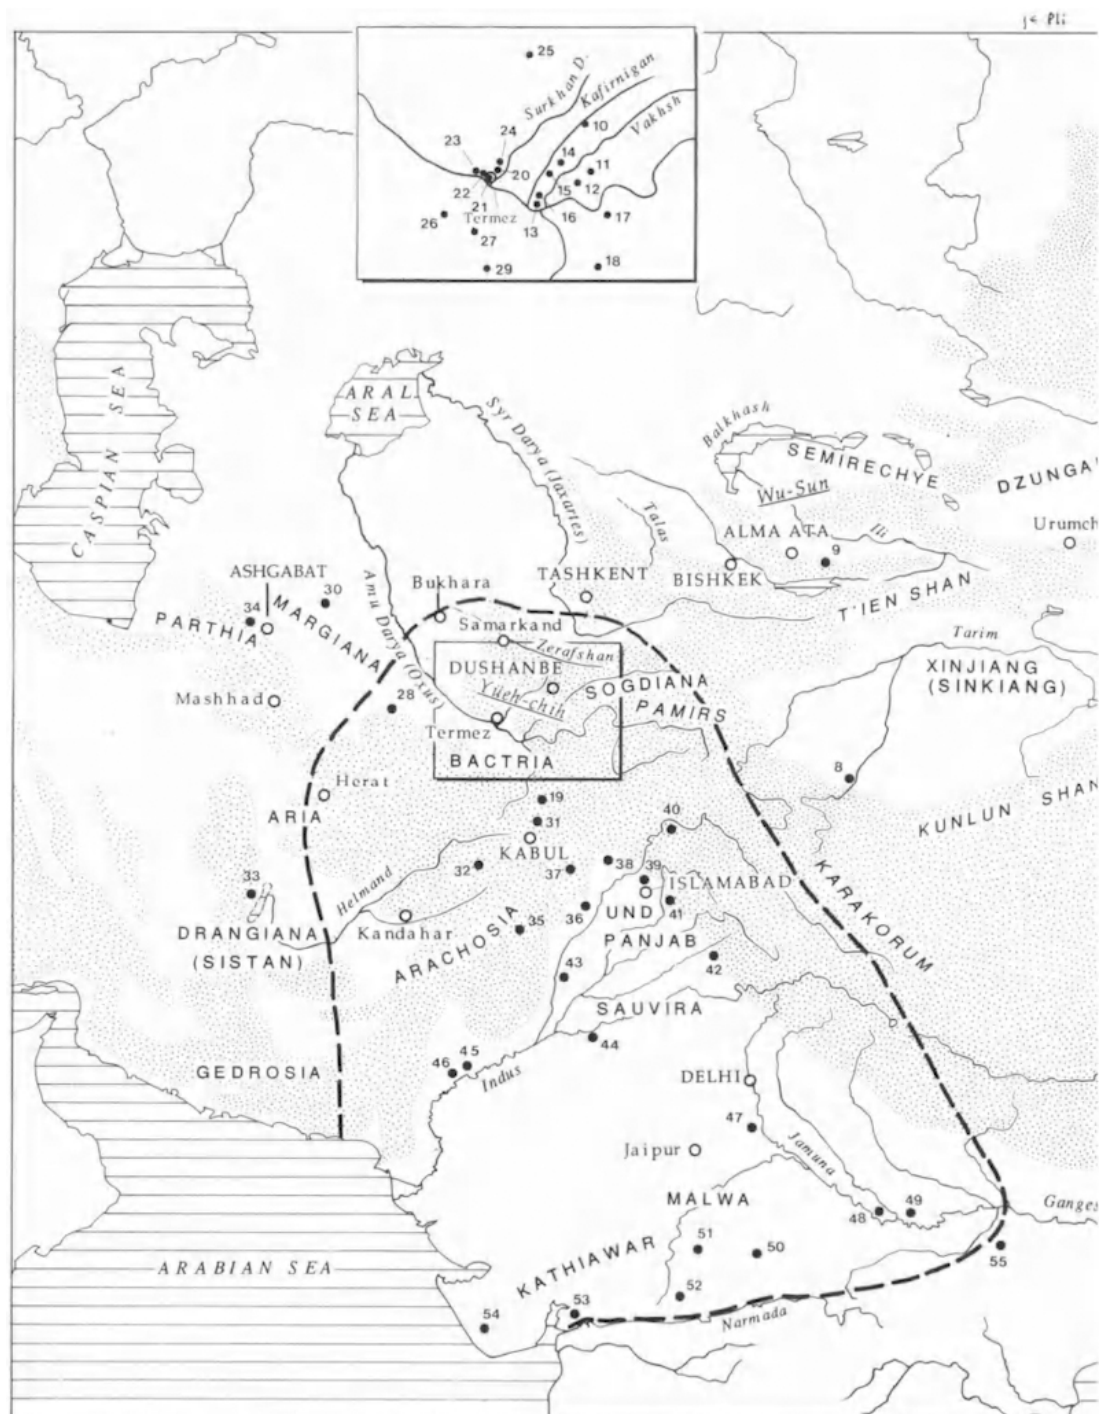 je Pli
25
Surkhan D.
Kafirnigan
Vakhsh
10
24
23
14
11
20
22
15
12
21
Termez
16
26
13
17
27
29
18
CASPIAN SEA
ARAL
SEA
Syr Darya (Jaxartes)
Balkhash
SEMIRECHYE
DZUNGA
Wu-Sun
Talas
Ili
Urumch
ALMA ATA
9
ASHGABAT
Bukhara
TASHKENT
BISHKEK
T'IEN SHAN
30
34
MARGIANA
PARTHIA
Amu Darya (Oxus)
Samarkand
Zerafshan
Tarim
DUSHANBE
XINJIANG
(SINKIANG)
Mashhad
Yüeh-chih
SOGDIANA
28
PAMIRS
Termez
BACTRIA
8
Herat
19
ARIA
31
40
KUNLUN SHAN
KABUL
32
38
39
37
33
Helmand
ISLAMABAD
KARAKORUM
36
UND
41
Kandahar
35
DRANGIANA
(SISTAN)
ARACHOSIA
PANJAB
42
43
SAUVIRA
44
45
46
GEDROSIA
Indus
DELHI
47
Jaipur
Jamuna
MALWA
48
49
Ganges
51
50
55
KATHIAWAR
ARABIAN SEA
52
53
54
Narmada